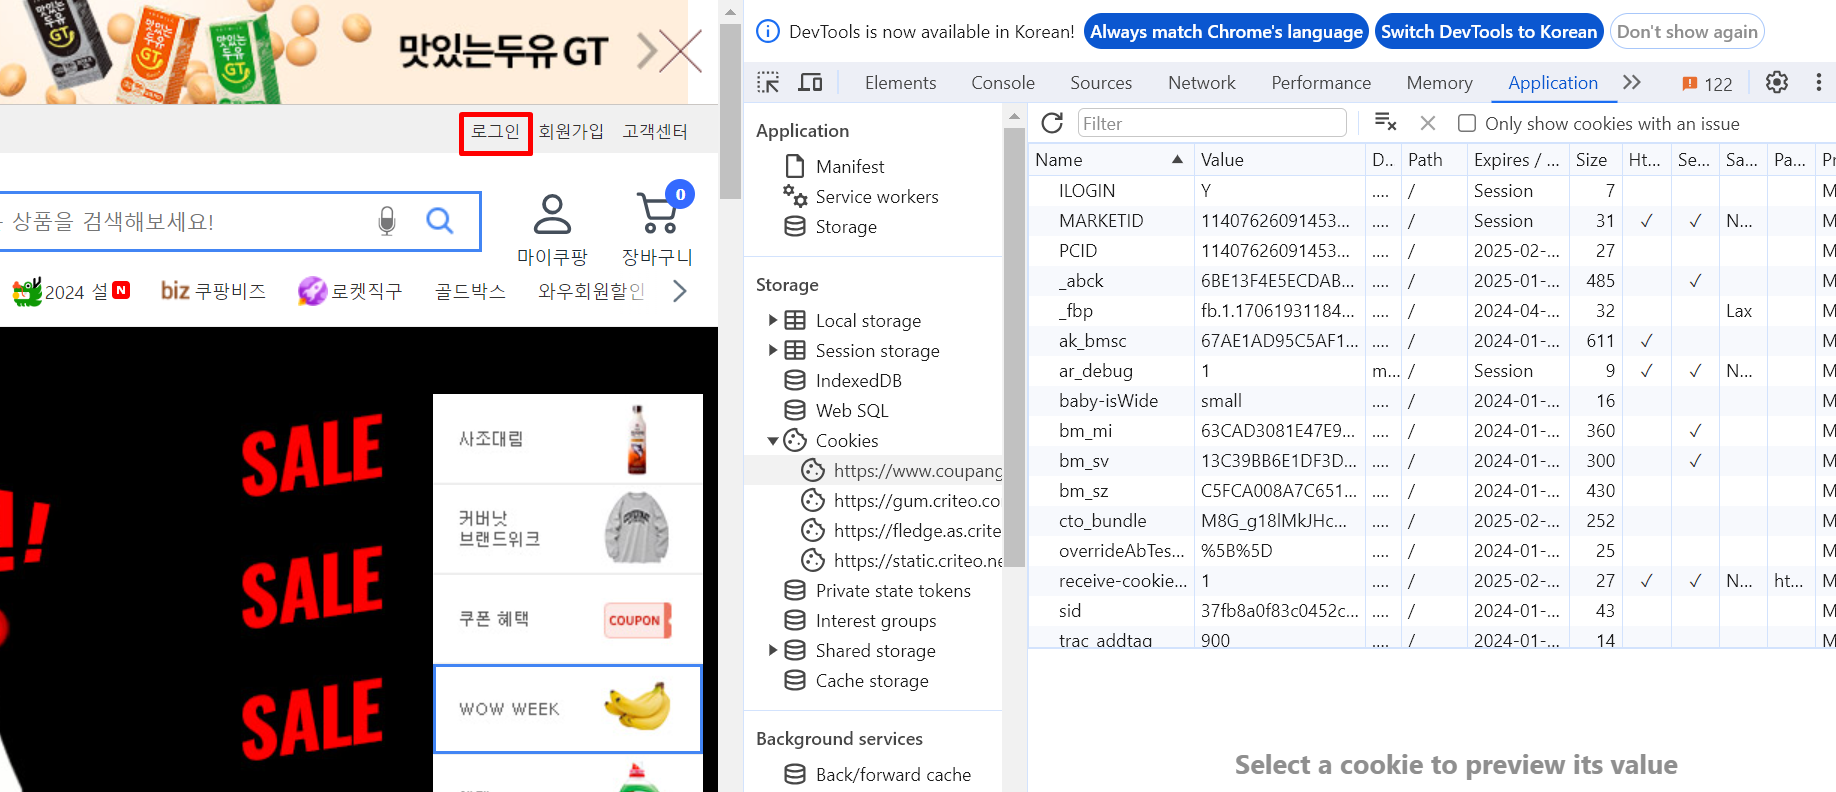 맛있는두유 GT
로그인 회원가입 고객센터
상품을 검색해보세요!
0
마이쿠팡 장바구니
2024 설 N biz 쿠팡비즈 로켓직구 골드박스 와우회원할인
SALE
SALE
SALE
사조대림
커버낫
브랜드위크
쿠폰 혜택
COUPON
WOW WEEK
DevTools is now available in Korean! Always match Chrome's language Switch DevTools to Korean Don't show again
Elements Console Sources Network Performance Memory Application 122
Application
Manifest
Service workers
Storage
Storage
Local storage
Session storage
IndexedDB
Web SQL
Cookies
https://www.coupang
https://gum.criteo.co
https://fledge.as.crite
https://static.criteo.ne
Private state tokens
Interest groups
Shared storage
Cache storage
Background services
Back/forward cache
Filter Only show cookies with an issue
Name Value D.. Path Expires / ... Size Ht... Se... Sa... Pa... Pr
ILOGIN Y .... / Session 7 M
MARKETID 11407626091453... .... / Session 31 ✓ ✓ N... M
PCID 11407626091453... .... / 2025-02-... 27 M
_abck 6BE13F4E5ECDAB... .... / 2025-01-... 485 ✓ M
_fbp fb.1.17061931184... .... / 2024-04-... 32 Lax M
ak_bmsc 67AE1AD95C5AF1... .... / 2024-01-... 611 ✓ M
ar_debug 1 m... / Session 9 ✓ ✓ N... M
baby-isWide small .... / 2024-01-... 16 M
bm_mi 63CAD3081E47E9... .... / 2024-01-... 360 ✓ M
bm_sv 13C39BB6E1DF3D... .... / 2024-01-... 300 ✓ M
bm_sz C5FCA008A7C651... .... / 2024-01-... 430 M
cto_bundle M8G_g18lMkJHc... .... / 2025-02-... 252 M
overrideAbTes... %5B%5D .... / 2024-01-... 25 M
receive-cookie... 1 .... / 2025-02-... 27 ✓ ✓ N... ht... M
sid 37fb8a0f83c0452c... .... / 2024-01-... 43 M
trac_addtag 900 .... / 2024-01-... 14 M
Select a cookie to preview its value